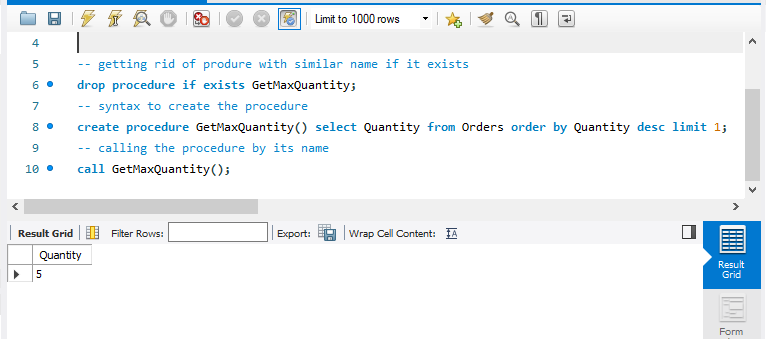 Limit to 1000 rows
4
5 -- getting rid of produre with similar name if it exists
6 drop procedure if exists GetMaxQuantity;
7 -- syntax to create the procedure
8 create procedure GetMaxQuantity() select Quantity from Orders order by Quantity desc limit 1;
9 -- calling the procedure by its name
10 call GetMaxQuantity();
Result Grid Filter Rows: Export: Wrap Cell Content: IA
Quantity
5
Result
Grid
Form